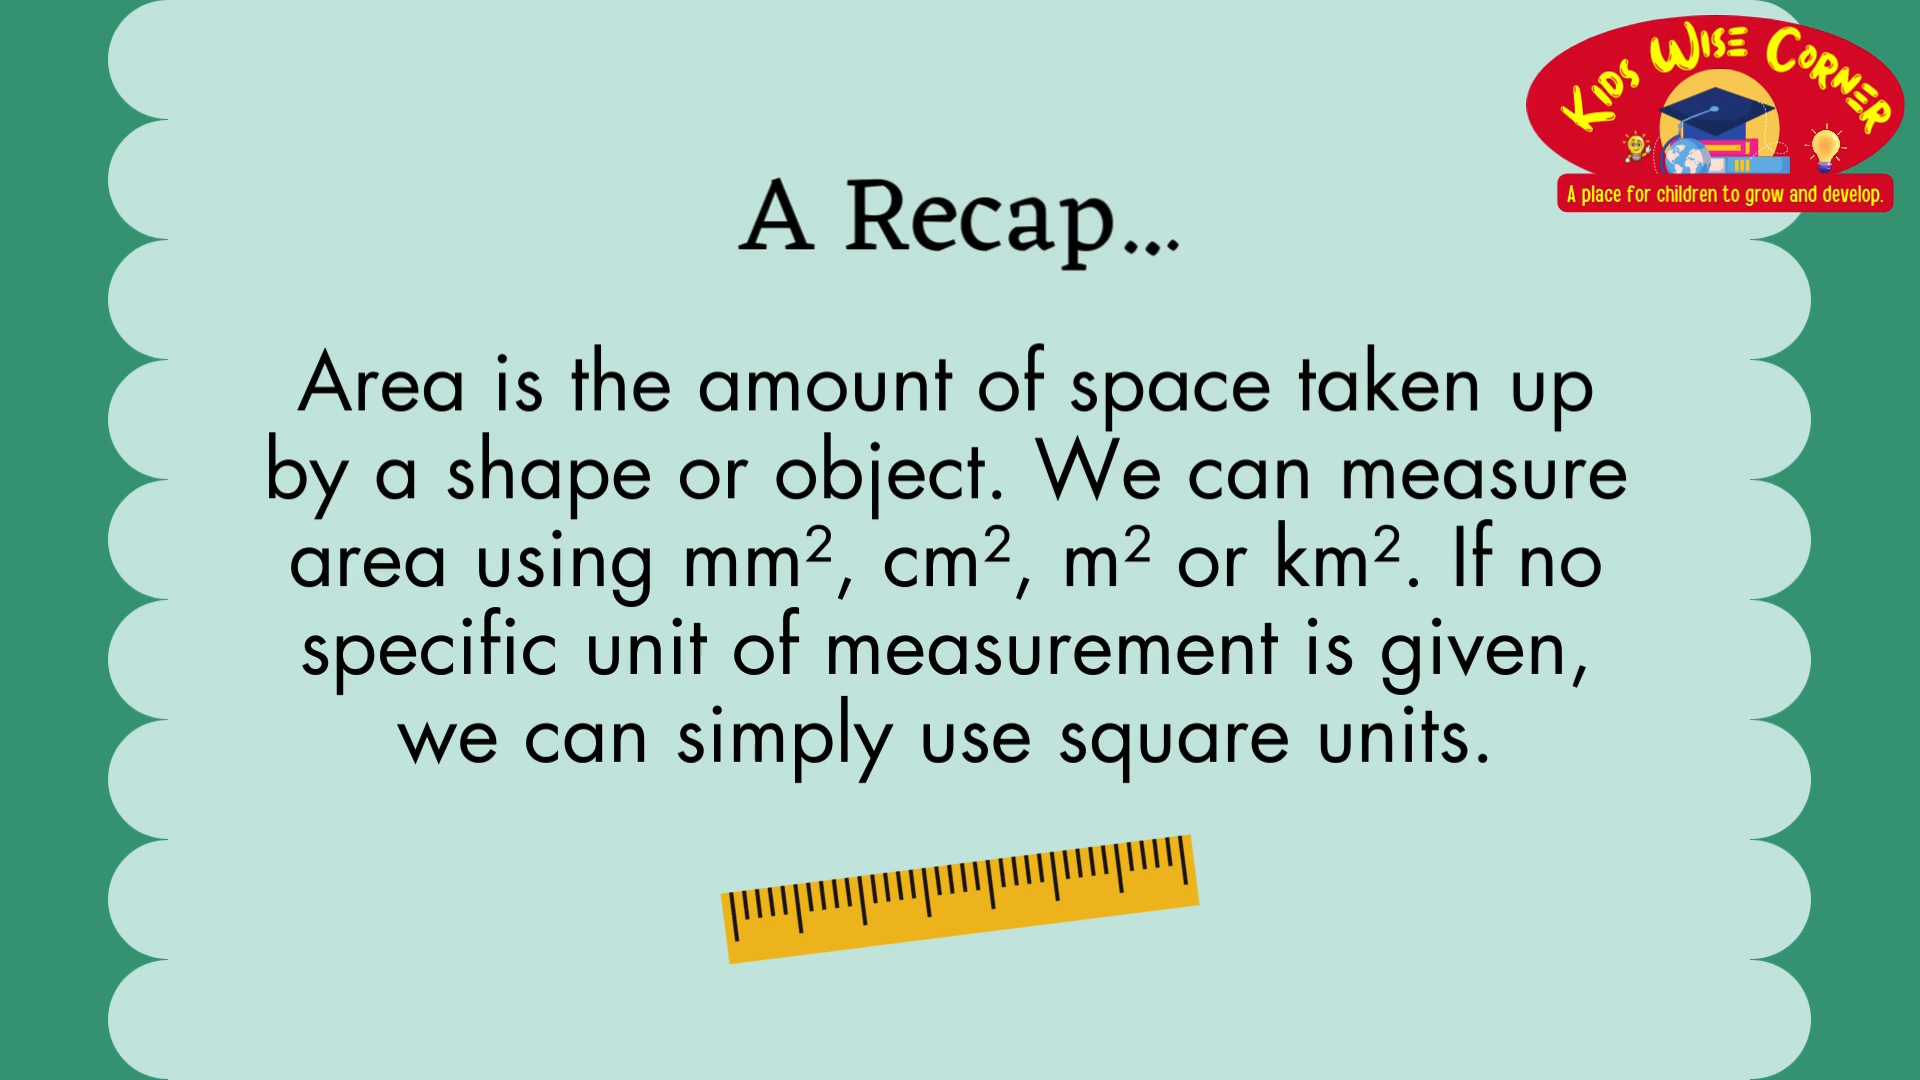 Kids Wise Corner
A place for children to grow and develop.
A Recap...
Area is the amount of space taken up
by a shape or object. We can measure
area using mm², cm², m² or km². If no
specific unit of measurement is given,
we can simply use square units.